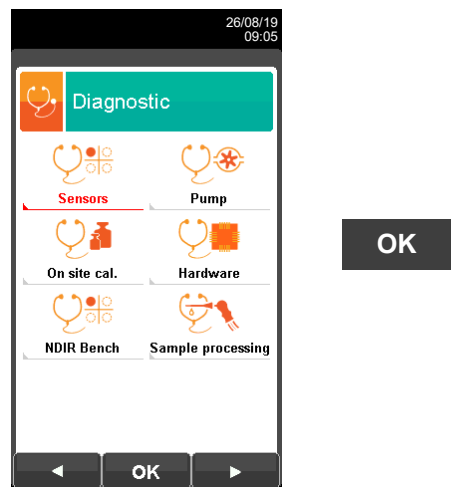 26/08/19
09:05
Diagnostic
Sensors
Pump
On site cal.
Hardware
NDIR Bench
Sample processing
OK
OK